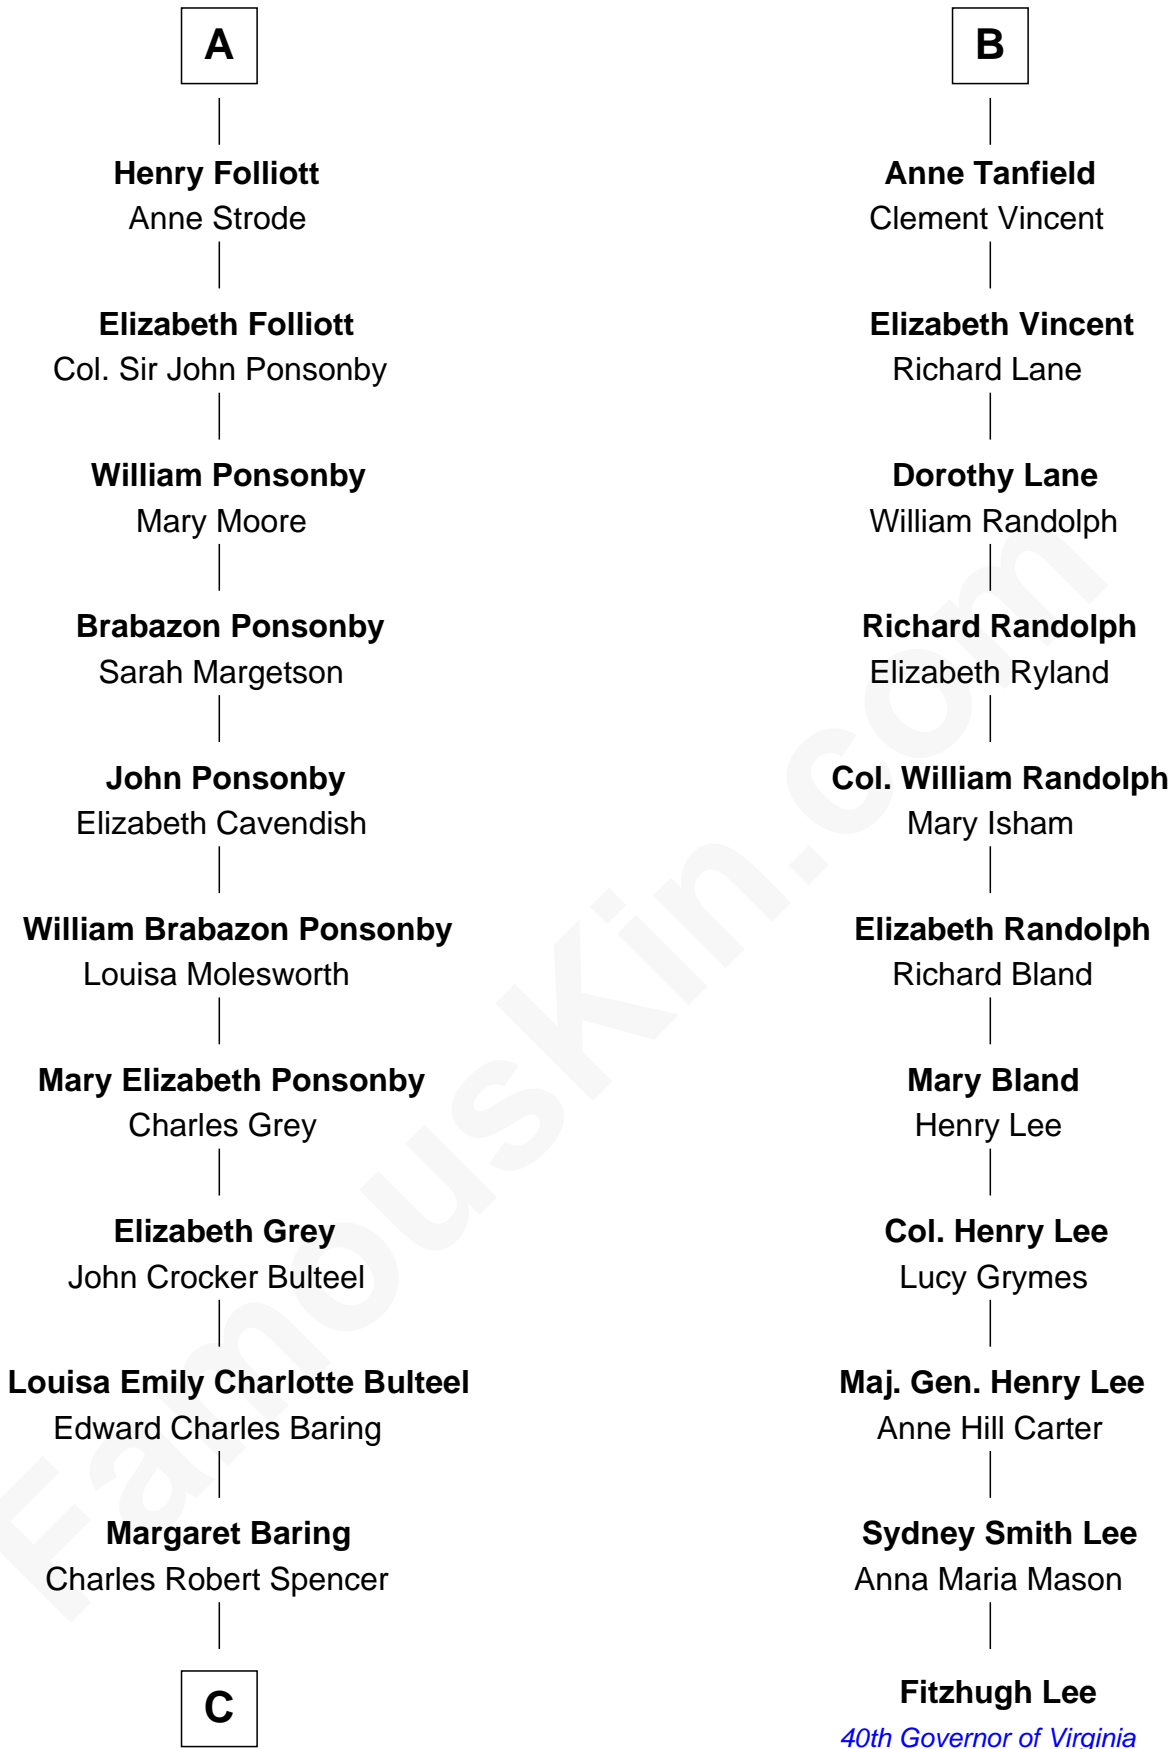 A
Henry Folliott
Anne Strode
Elizabeth Folliott
Col. Sir John Ponsonby
William Ponsonby
Mary Moore
Brabazon Ponsonby
Sarah Margetson
John Ponsonby
Elizabeth Cavendish
William Brabazon Ponsonby
Louisa Molesworth
Mary Elizabeth Ponsonby
Charles Grey
Elizabeth Grey
John Crocker Bulteel
Louisa Emily Charlotte Bulteel
Edward Charles Baring
Margaret Baring
Charles Robert Spencer
C
B
Anne Tanfield
Clement Vincent
Elizabeth Vincent
Richard Lane
Dorothy Lane
William Randolph
Richard Randolph
Elizabeth Ryland
Col. William Randolph
Mary Isham
Elizabeth Randolph
Richard Bland
Mary Bland
Henry Lee
Col. Henry Lee
Lucy Grymes
Maj. Gen. Henry Lee
Anne Hill Carter
Sydney Smith Lee
Anna Maria Mason
Fitzhugh Lee
40th Governor of Virginia
FamousKin.com